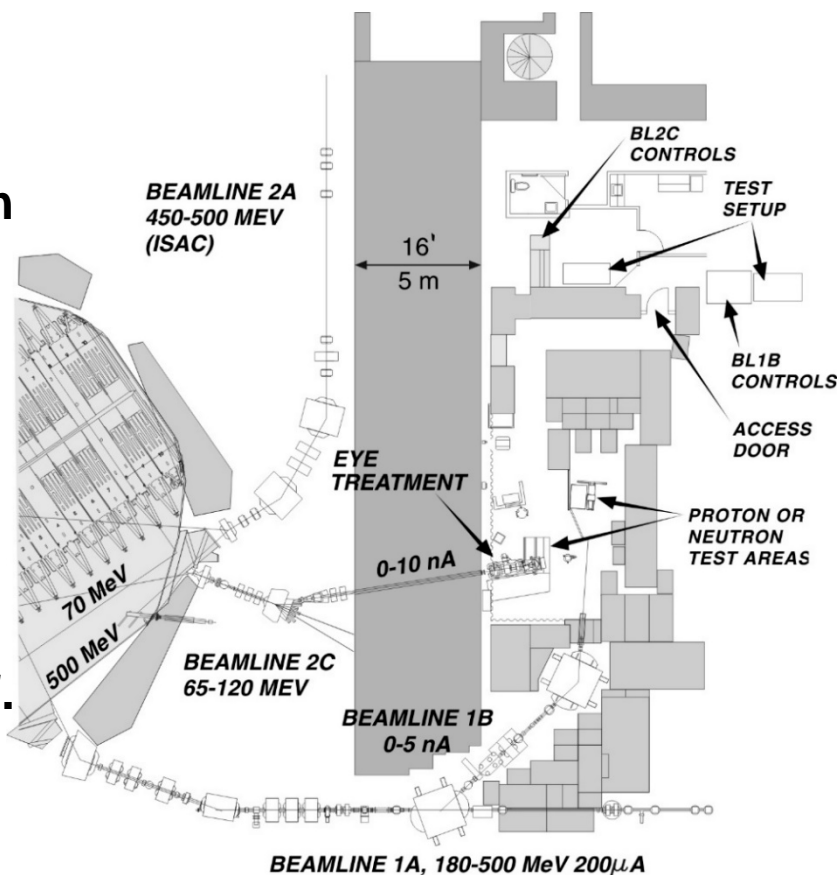 BL2C
CONTROLS
TEST
SETUP
BEAMLINE 2A
450-500 MEV
(ISAC)
16'
5 m
BL1B
CONTROLS
ACCESS
DOOR
EYE
TREATMENT
PROTON OR
NEUTRON
TEST AREAS
0-10 nA
70 MeV
500 MeV
BEAMLINE 2C
65-120 MEV
BEAMLINE 1B
0-5 nA
BEAMLINE 1A, 180-500 MeV 200μA